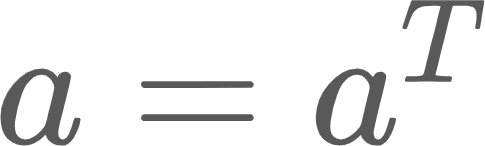 a = a^T